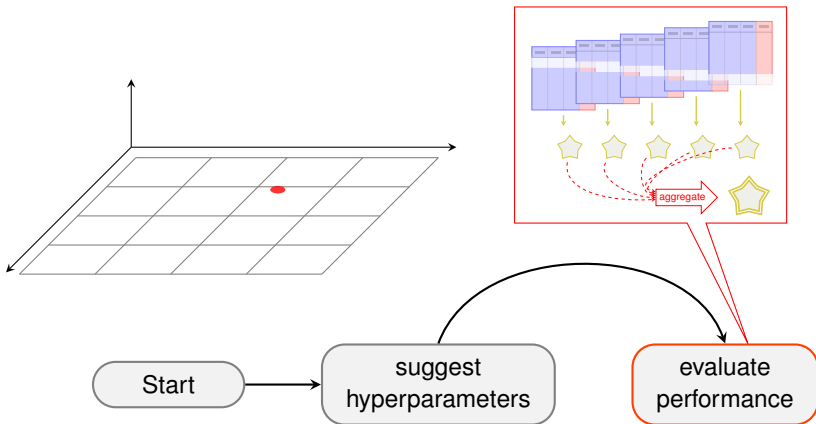 aggregate
Start
suggest
hyperparameters
evaluate
performance